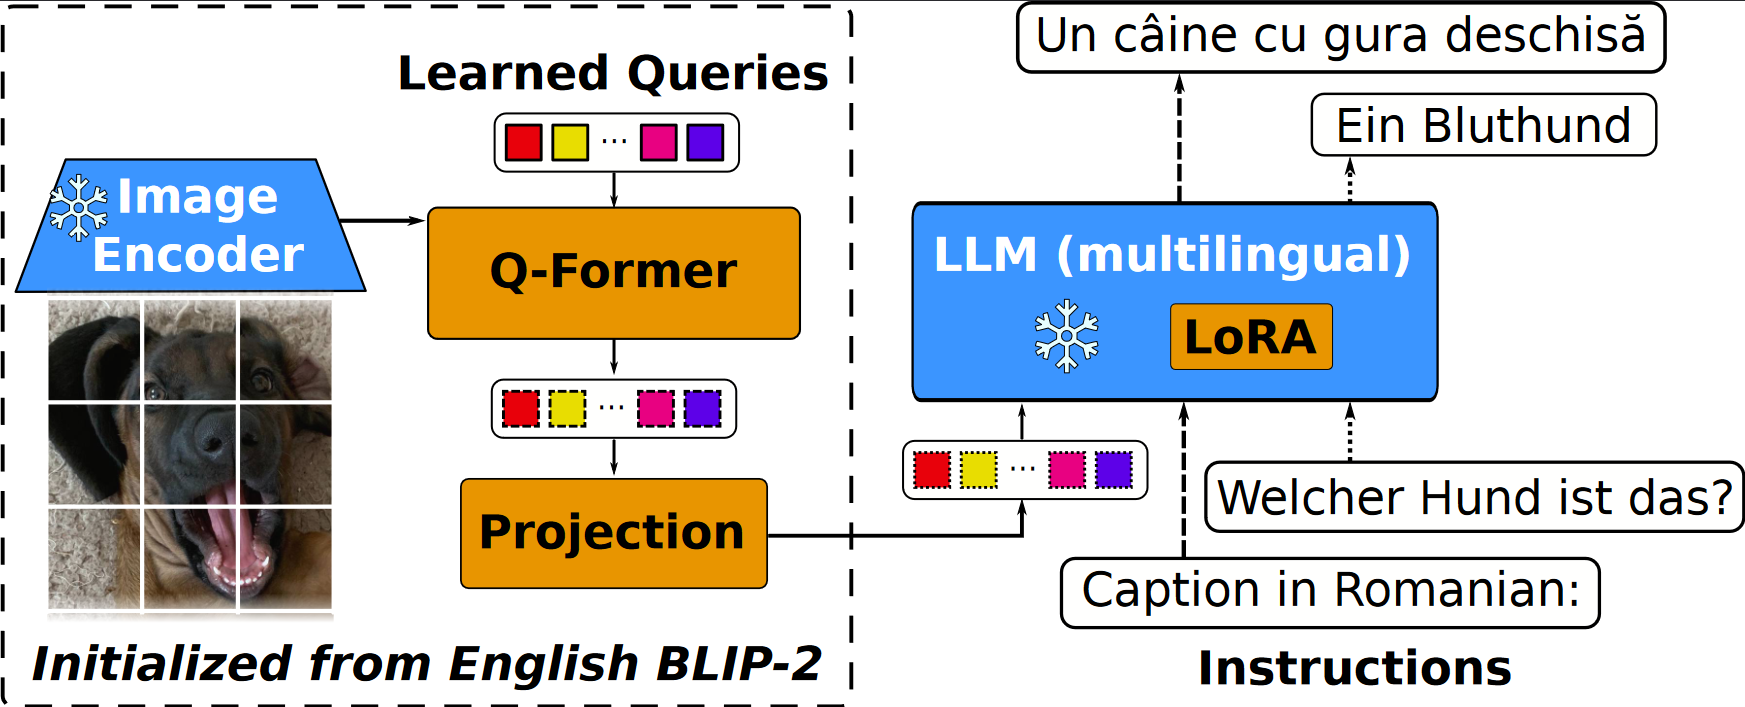 Learned Queries
...
Image
Encoder
Q-Former
...
Projection
Initialized from English BLIP-2
Un câine cu gura deschisă
Ein Bluthund
LLM (multilingual)
LoRA
...
Welcher Hund ist das?
Caption in Romanian:
Instructions